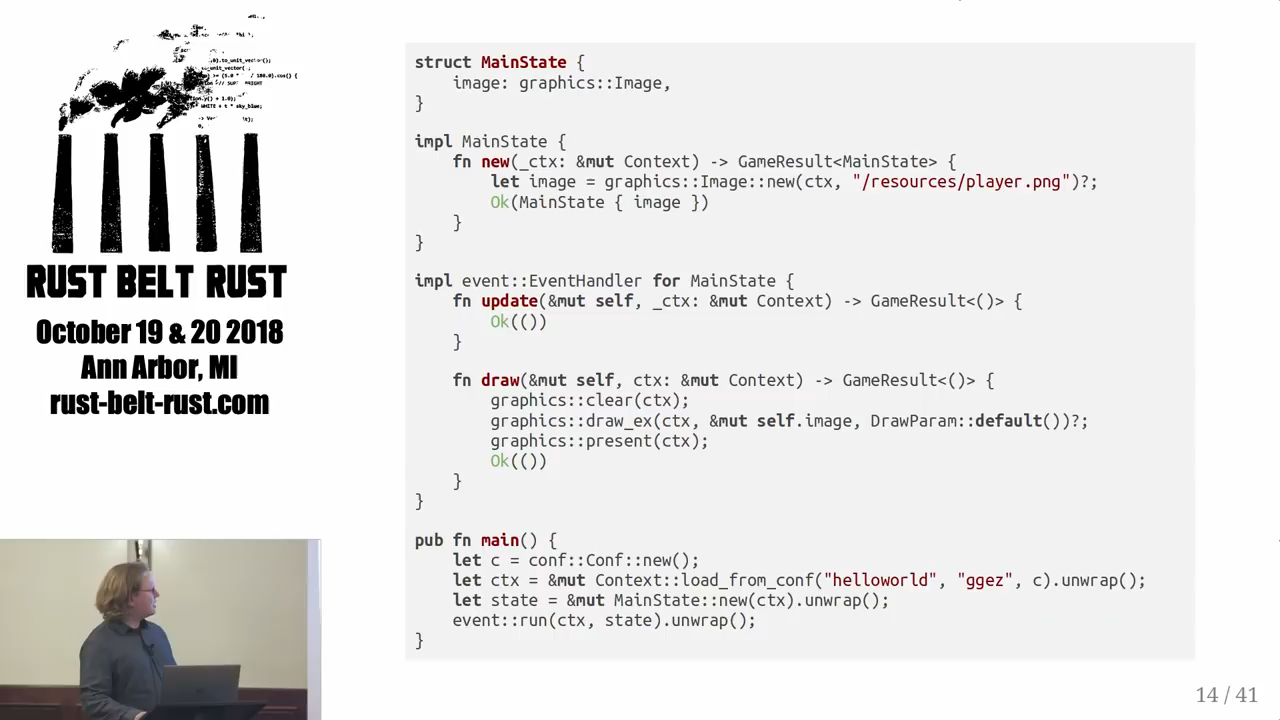 RUST BELT RUST
October 19 & 20 2018
Ann Arbor, MI
rust-belt-rust.com
struct MainState {
    image: graphics::Image,
}
impl MainState {
    fn new(_ctx: &mut Context) -> GameResult<MainState> {
        let image = graphics::Image::new(ctx, "/resources/player.png")?;
        Ok(MainState { image })
    }
}
impl event::EventHandler for MainState {
    fn update(&mut self, _ctx: &mut Context) -> GameResult<()> {
        Ok(())
    }
    fn draw(&mut self, ctx: &mut Context) -> GameResult<()> {
        graphics::clear(ctx);
        graphics::draw_ex(ctx, &mut self.image, DrawParam::default())?;
        graphics::present(ctx);
        Ok(())
    }
}
pub fn main() {
    let c = conf::Conf::new();
    let ctx = &mut Context::load_from_conf("helloworld", "ggez", c).unwrap();
    let state = &mut MainState::new(ctx).unwrap();
    event::run(ctx, state).unwrap();
}
14 / 41